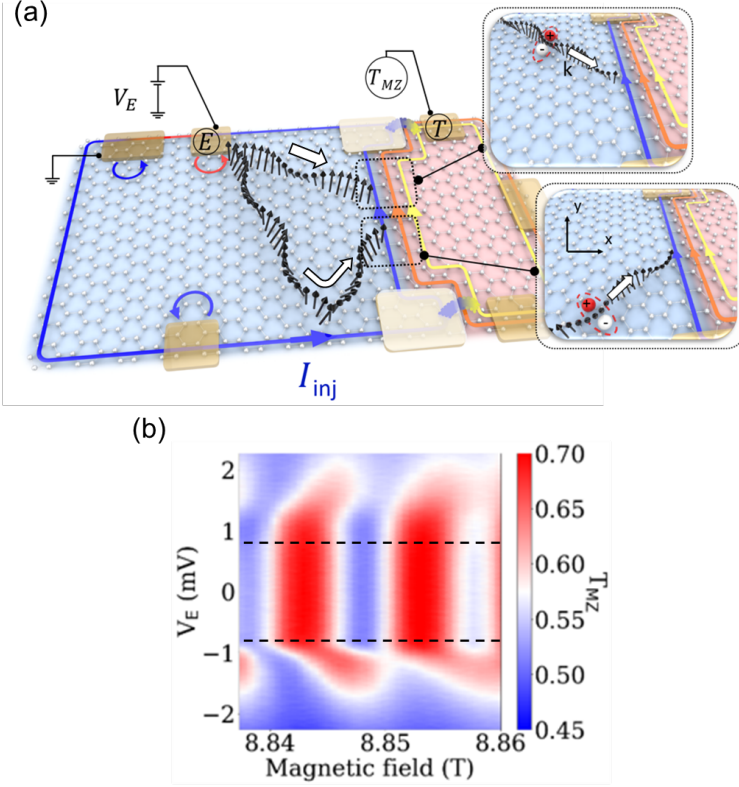 (a)
+
-
k
V_E
E
T_MZ
T
y
x
+
-
I_inj
(b)
2
1
0
−1
−2
V_E (mV)
8.84
8.85
8.86
Magnetic field (T)
0.70
0.65
0.60
0.55
0.50
0.45
T_MZ